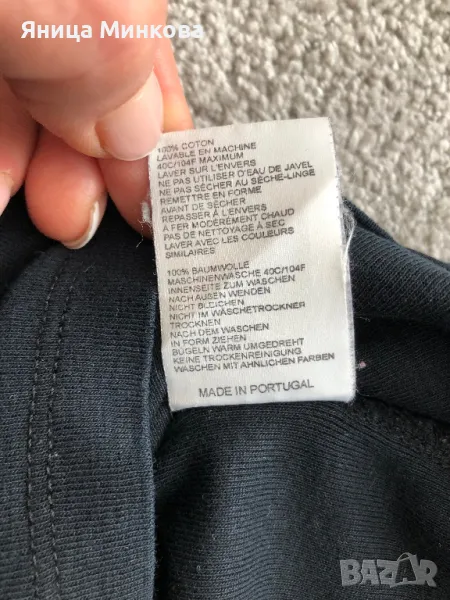 Яница Минкова
100% COTON
LAVABLE EN MACHINE
40C/104F MAXIMUM
LAVER SUR L'ENVERS
NE PAS UTILISER D'EAU DE JAVEL
NE PAS SÉCHER AU SÈCHE-LINGE
REMETTRE EN FORME
AVANT DE SÉCHER
REPASSER À L'ENVERS
A FER MODÉRÉMENT CHAUD
PAS DE NETTOYAGE À SEC
LAVER AVEC LES COULEURS
SIMILAIRES
100% BAUMWOLLE
MASCHINENWÄSCHE 40C/104F
INNENSEITE ZUM WASCHEN
NACH AUßEN WENDEN
NICHT BLEICHEN
NICHT IM WÄSCHETROCKNER
TROCKNEN
NACH DEM WASCHEN
IN FORM ZIEHEN
BÜGELN WARM UMGEDREHT
KEINE TROCKENREINIGUNG
WASCHEN MIT ÄHNLICHEN FARBEN
MADE IN PORTUGAL
BAZAR